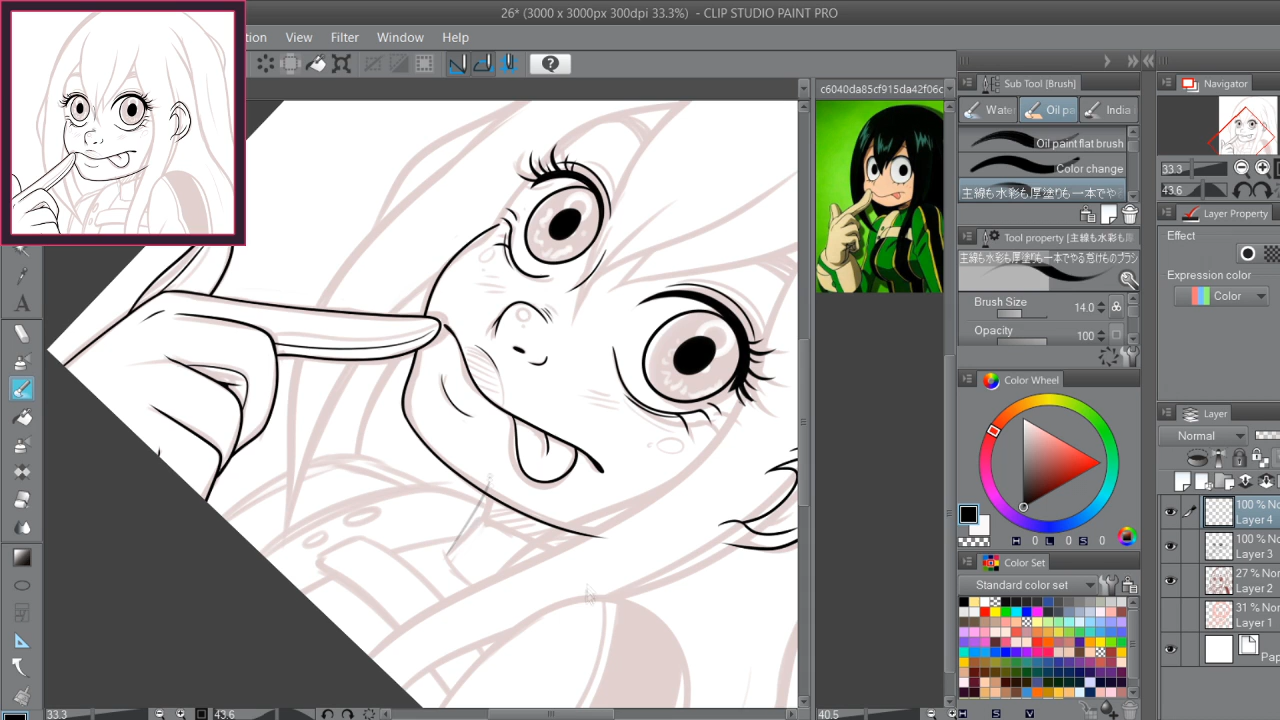 26* (3000 x 3000px 300dpi 33.3%) - CLIP STUDIO PAINT PRO
tion View Filter Window Help
c6040da85cf915da42f06c
Sub Tool [Brush]
Navigator
Wate
Oil pa
India
Oil paint flat brush
Color change
主線も水彩も厚塗りも一本でや
33.3
43.6
Layer Property
Tool property [主線も水彩も厚
主線も水彩も厚塗りも一本でやる怠けものブラシ
Effect
Expression color
Color
Brush Size 14.0
Opacity 100
Color Wheel
Layer
Normal
H 0 L 0 S 0
100 % No
Layer 4
100 % No
Layer 3
27 % Nor
Layer 2
31 % Nor
Layer 1
Pap
Color Set
Standard color set
A
33.3
43.6
40.5
H S V